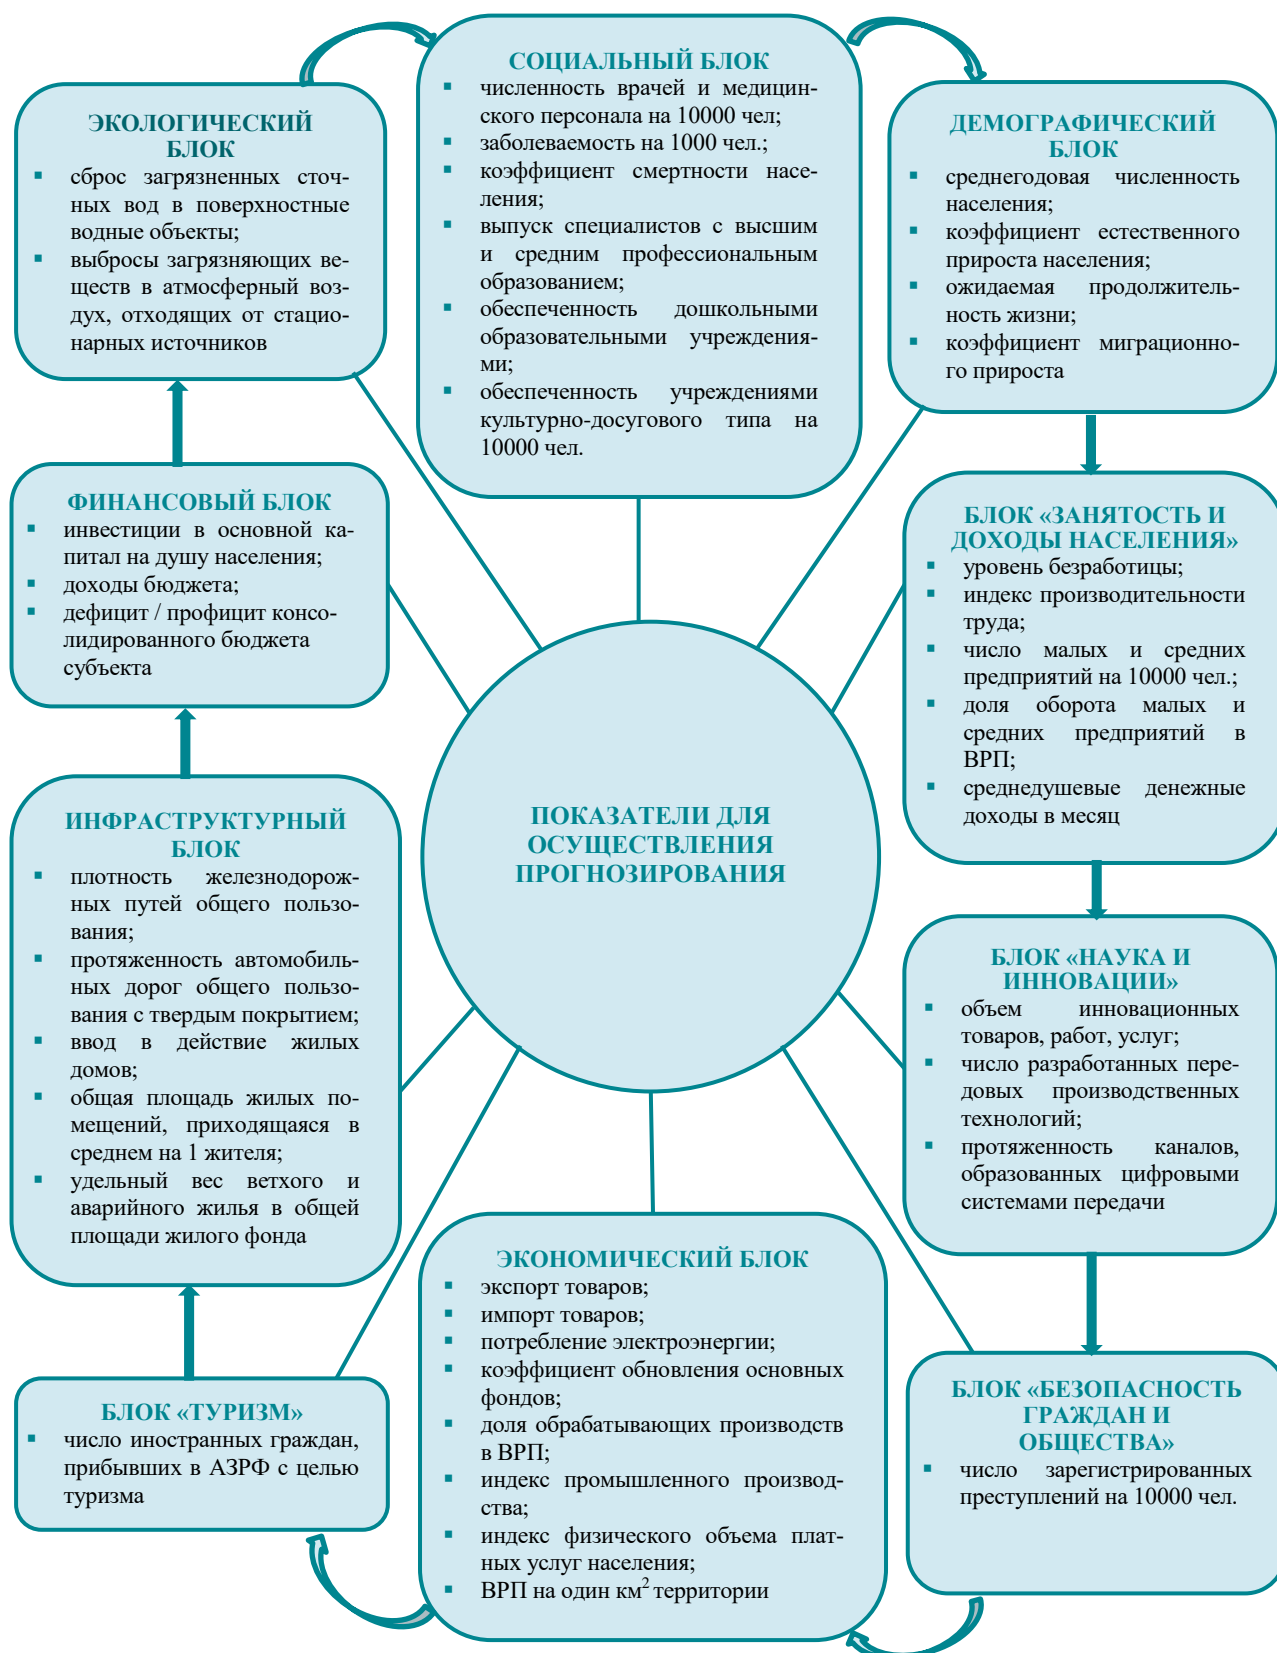 СОЦИАЛЬНЫЙ БЛОК
▪ численность врачей и медицин-
ского персонала на 10000 чел;
▪ заболеваемость на 1000 чел.;
▪ коэффициент смертности насе-
ления;
▪ выпуск специалистов с высшим
и средним профессиональным
образованием;
▪ обеспеченность дошкольными
образовательными учреждения-
ми;
▪ обеспеченность учреждениями
культурно-досугового типа на
10000 чел.
ДЕМОГРАФИЧЕСКИЙ
БЛОК
▪ среднегодовая численность
населения;
▪ коэффициент естественного
прироста населения;
▪ ожидаемая продолжитель-
ность жизни;
▪ коэффициент миграционно-
го прироста
БЛОК «ЗАНЯТОСТЬ И
ДОХОДЫ НАСЕЛЕНИЯ»
▪ уровень безработицы;
▪ индекс производительности
труда;
▪ число малых и средних
предприятий на 10000 чел.;
▪ доля оборота малых и
средних предприятий в
ВРП;
▪ среднедушевые денежные
доходы в месяц
БЛОК «НАУКА И
ИННОВАЦИИ»
▪ объем инновационных
товаров, работ, услуг;
▪ число разработанных пере-
довых производственных
технологий;
▪ протяженность каналов,
образованных цифровыми
системами передачи
БЛОК «БЕЗОПАСНОСТЬ
ГРАЖДАН И
ОБЩЕСТВА»
▪ число зарегистрированных
преступлений на 10000 чел.
ЭКОНОМИЧЕСКИЙ БЛОК
▪ экспорт товаров;
▪ импорт товаров;
▪ потребление электроэнергии;
▪ коэффициент обновления основных
фондов;
▪ доля обрабатывающих производств
в ВРП;
▪ индекс промышленного производ-
ства;
▪ индекс физического объема плат-
ных услуг населения;
▪ ВРП на один км² территории
БЛОК «ТУРИЗМ»
▪ число иностранных граждан,
прибывших в АЗРФ с целью
туризма
ИНФРАСТРУКТУРНЫЙ
БЛОК
▪ плотность железнодорож-
ных путей общего пользо-
вания;
▪ протяженность автомобиль-
ных дорог общего пользо-
вания с твердым покрытием;
▪ ввод в действие жилых
домов;
▪ общая площадь жилых по-
мещений, приходящаяся в
среднем на 1 жителя;
▪ удельный вес ветхого и
аварийного жилья в общей
площади жилого фонда
ФИНАНСОВЫЙ БЛОК
▪ инвестиции в основной ка-
питал на душу населения;
▪ доходы бюджета;
▪ дефицит / профицит консо-
лидированного бюджета
субъекта
ЭКОЛОГИЧЕСКИЙ
БЛОК
▪ сброс загрязненных сточ-
ных вод в поверхностные
водные объекты;
▪ выбросы загрязняющих ве-
ществ в атмосферный воз-
дух, отходящих от стацио-
нарных источников
ПОКАЗАТЕЛИ ДЛЯ
ОСУЩЕСТВЛЕНИЯ
ПРОГНОЗИРОВАНИЯ